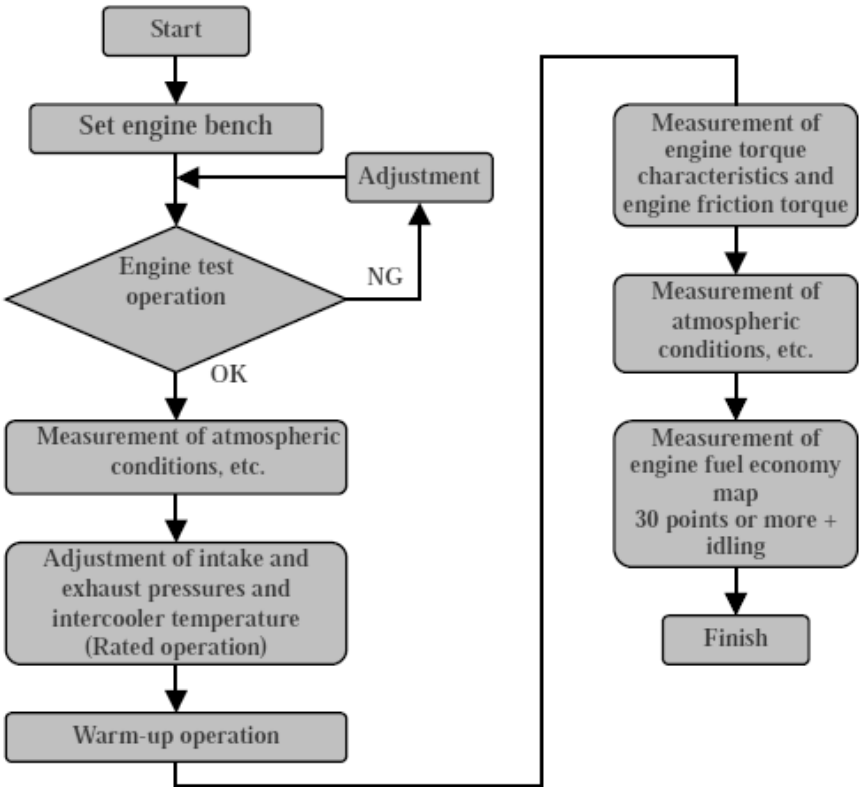 Start
Set engine bench
Adjustment
Engine test
operation
NG
OK
Measurement of atmospheric
conditions, etc.
Adjustment of intake and
exhaust pressures and
intercooler temperature
(Rated operation)
Warm-up operation
Measurement of
engine torque
characteristics and
engine friction torque
Measurement of
atmospheric
conditions, etc.
Measurement of
engine fuel economy
map
30 points or more +
idling
Finish